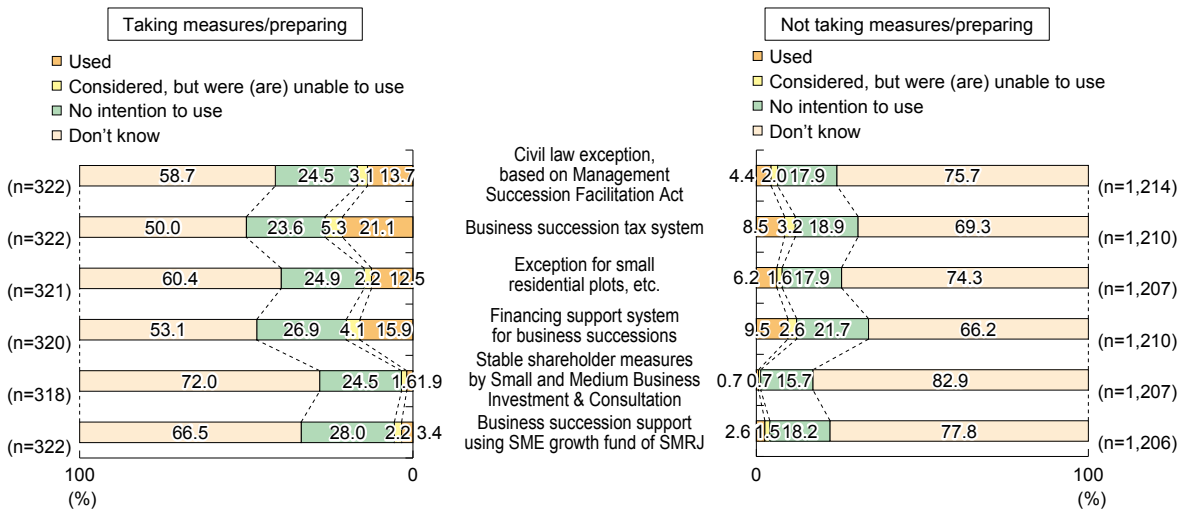 Taking measures/preparing
Used
Considered, but were (are) unable to use
No intention to use
Don't know
Not taking measures/preparing
Used
Considered, but were (are) unable to use
No intention to use
Don't know
(n=322) 58.7 24.5 3.1 13.7
Civil law exception,
based on Management
Succession Facilitation Act
4.4 2.0 17.9 75.7 (n=1,214)
(n=322) 50.0 23.6 5.3 21.1
Business succession tax system
8.5 3.2 18.9 69.3 (n=1,210)
(n=321) 60.4 24.9 2.2 12.5
Exception for small
residential plots, etc.
6.2 1.6 17.9 74.3 (n=1,207)
(n=320) 53.1 26.9 4.1 15.9
Financing support system
for business successions
9.5 2.6 21.7 66.2 (n=1,210)
(n=318) 72.0 24.5 1.6 1.9
Stable shareholder measures
by Small and Medium Business
Investment & Consultation
0.7 0.7 15.7 82.9 (n=1,207)
(n=322) 66.5 28.0 2.2 3.4
Business succession support
using SME growth fund of SMRJ
2.6 1.5 18.2 77.8 (n=1,206)
100 0
(%)
0 100
(%)